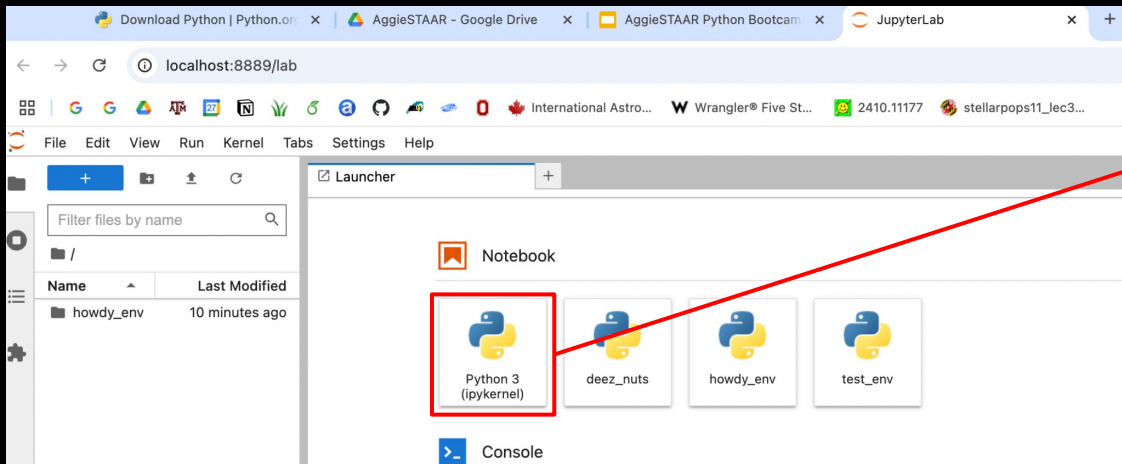 Download Python | Python.or
AggieSTAAR - Google Drive
AggieSTAAR Python Bootcam
JupyterLab
localhost:8889/lab
International Astro...
Wrangler® Five St...
2410.11177
stellarpops11_lec3...
File Edit View Run Kernel Tabs Settings Help
Launcher
Filter files by name
/
Name Last Modified
howdy_env 10 minutes ago
Notebook
Python 3
(ipykernel)
deez_nuts
howdy_env
test_env
Console